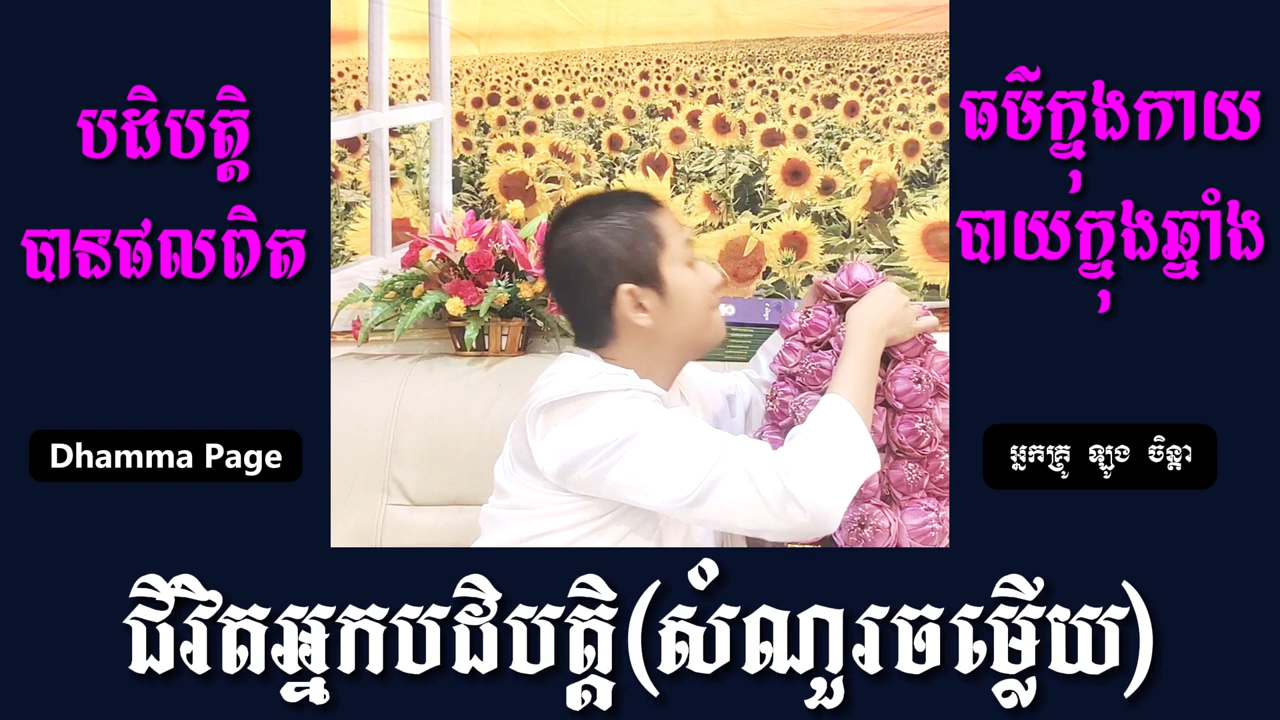 បដិបត្តិ
បានផលពិត
ធម៌ក្នុងកាយ
បាយក្នុងឆ្នាំង
Dhamma Page
អ្នកគ្រូ ឡុង ចិន្តា
ជីវិតអ្នកបដិបត្តិ(សំណួរចម្លើយ)